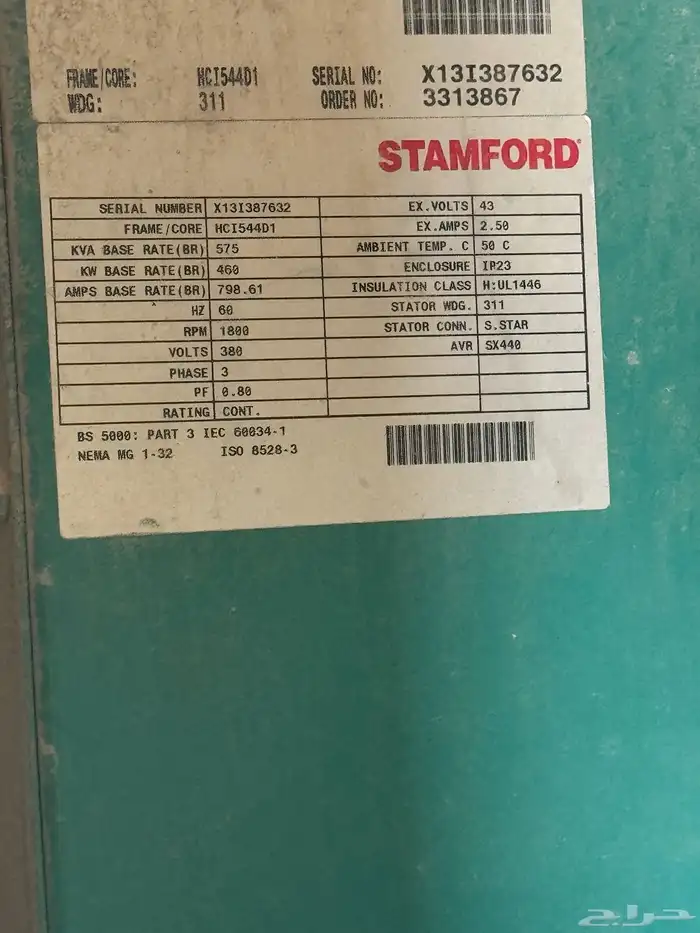 FRAME/CORE: HCI544D1 SERIAL NO: X13I387632
WDG: 311 ORDER NO: 3313867
STAMFORD
SERIAL NUMBER X13I387632 EX.VOLTS 43
FRAME/CORE HCI544D1 EX.AMPS 2.50
KVA BASE RATE(BR) 575 AMBIENT TEMP. C 50 C
KW BASE RATE(BR) 460 ENCLOSURE IP23
AMPS BASE RATE(BR) 798.61 INSULATION CLASS H:UL1446
HZ 60 STATOR WDG. 311
RPM 1800 STATOR CONN. S.STAR
VOLTS 380 AVR SX440
PHASE 3
PF 0.80
RATING CONT.
BS 5000: PART 3 IEC 60034-1
NEMA MG 1-32 ISO 8528-3
حراج